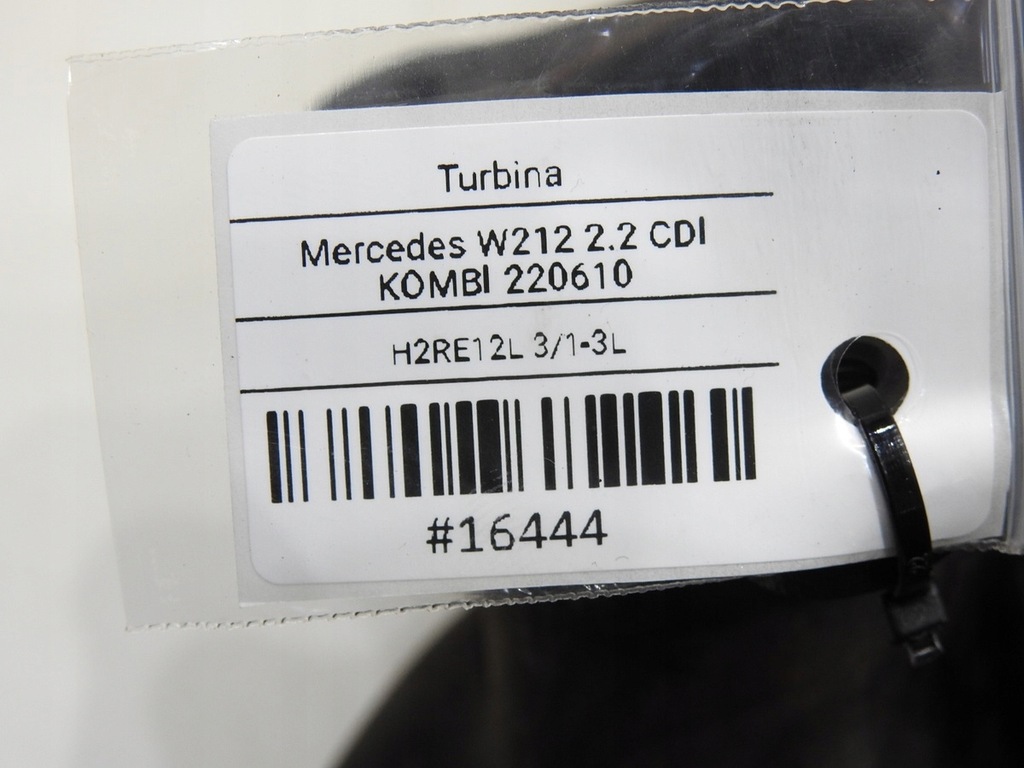 Turbina
Mercedes W212 2.2 CDI
KOMBI 220610
H2RE12L 3/1-3L
#16444